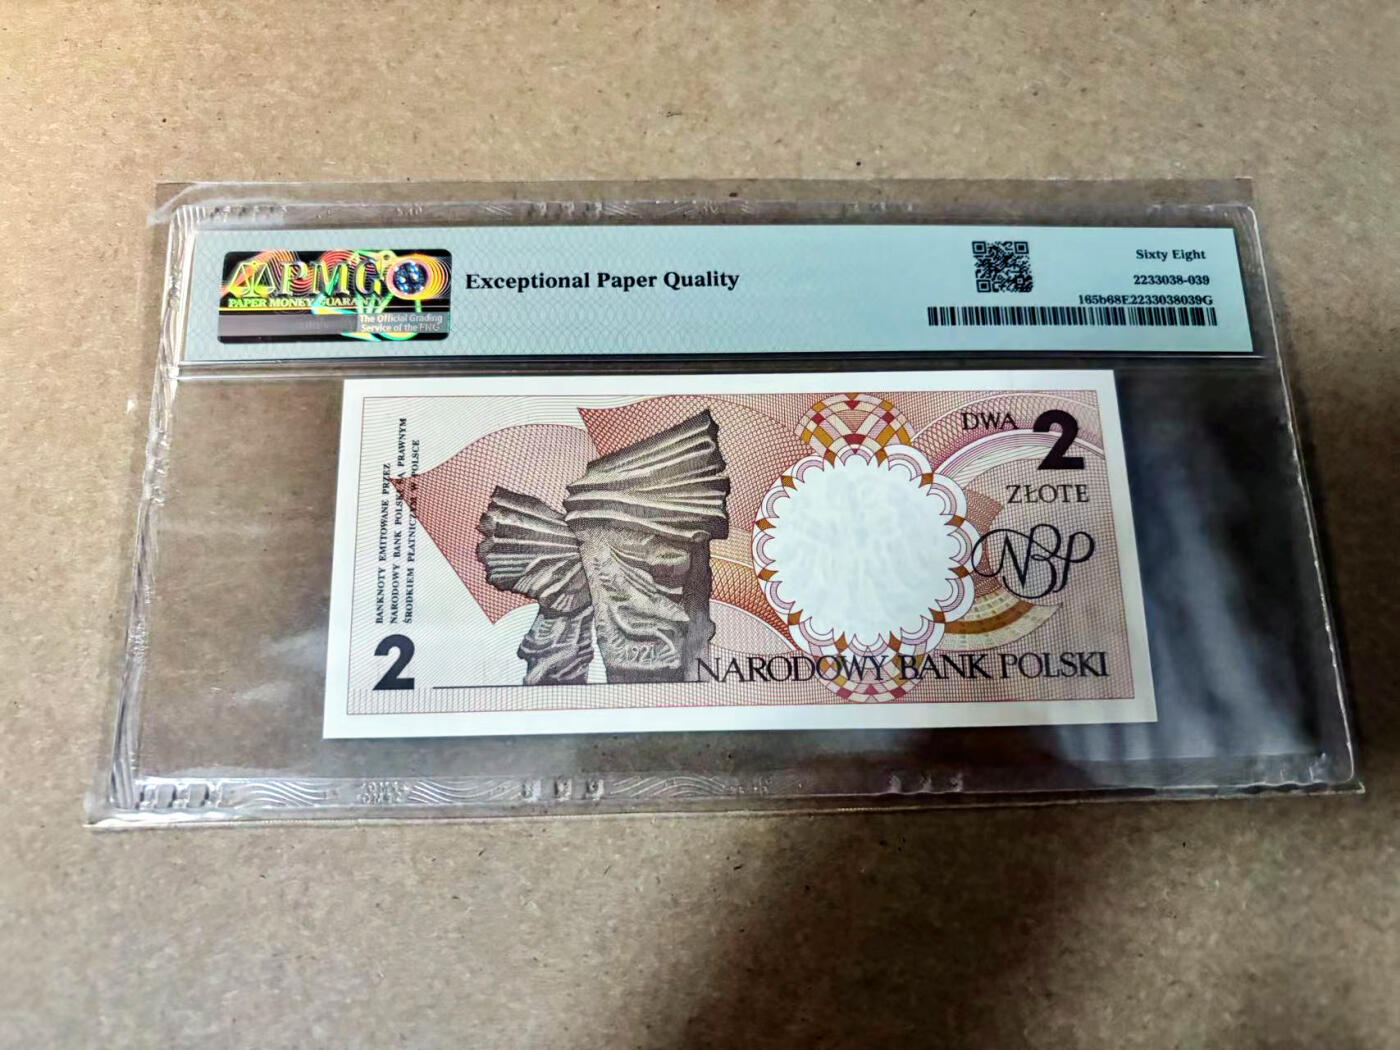 PMG
PAPER MONEY GUARANTY
The Official Grading
Service of the PNG
Exceptional Paper Quality
Sixty Eight
2233038-039
165b68E2233038039G
BANKNOTY EMITOWANE PRZEZ
NARODOWY BANK POLSKI SĄ PRAWNYM
ŚRODKIEM PŁATNICZYM W POLSCE
2
1921
DWA 2
ZŁOTE
NBP
NARODOWY BANK POLSKI